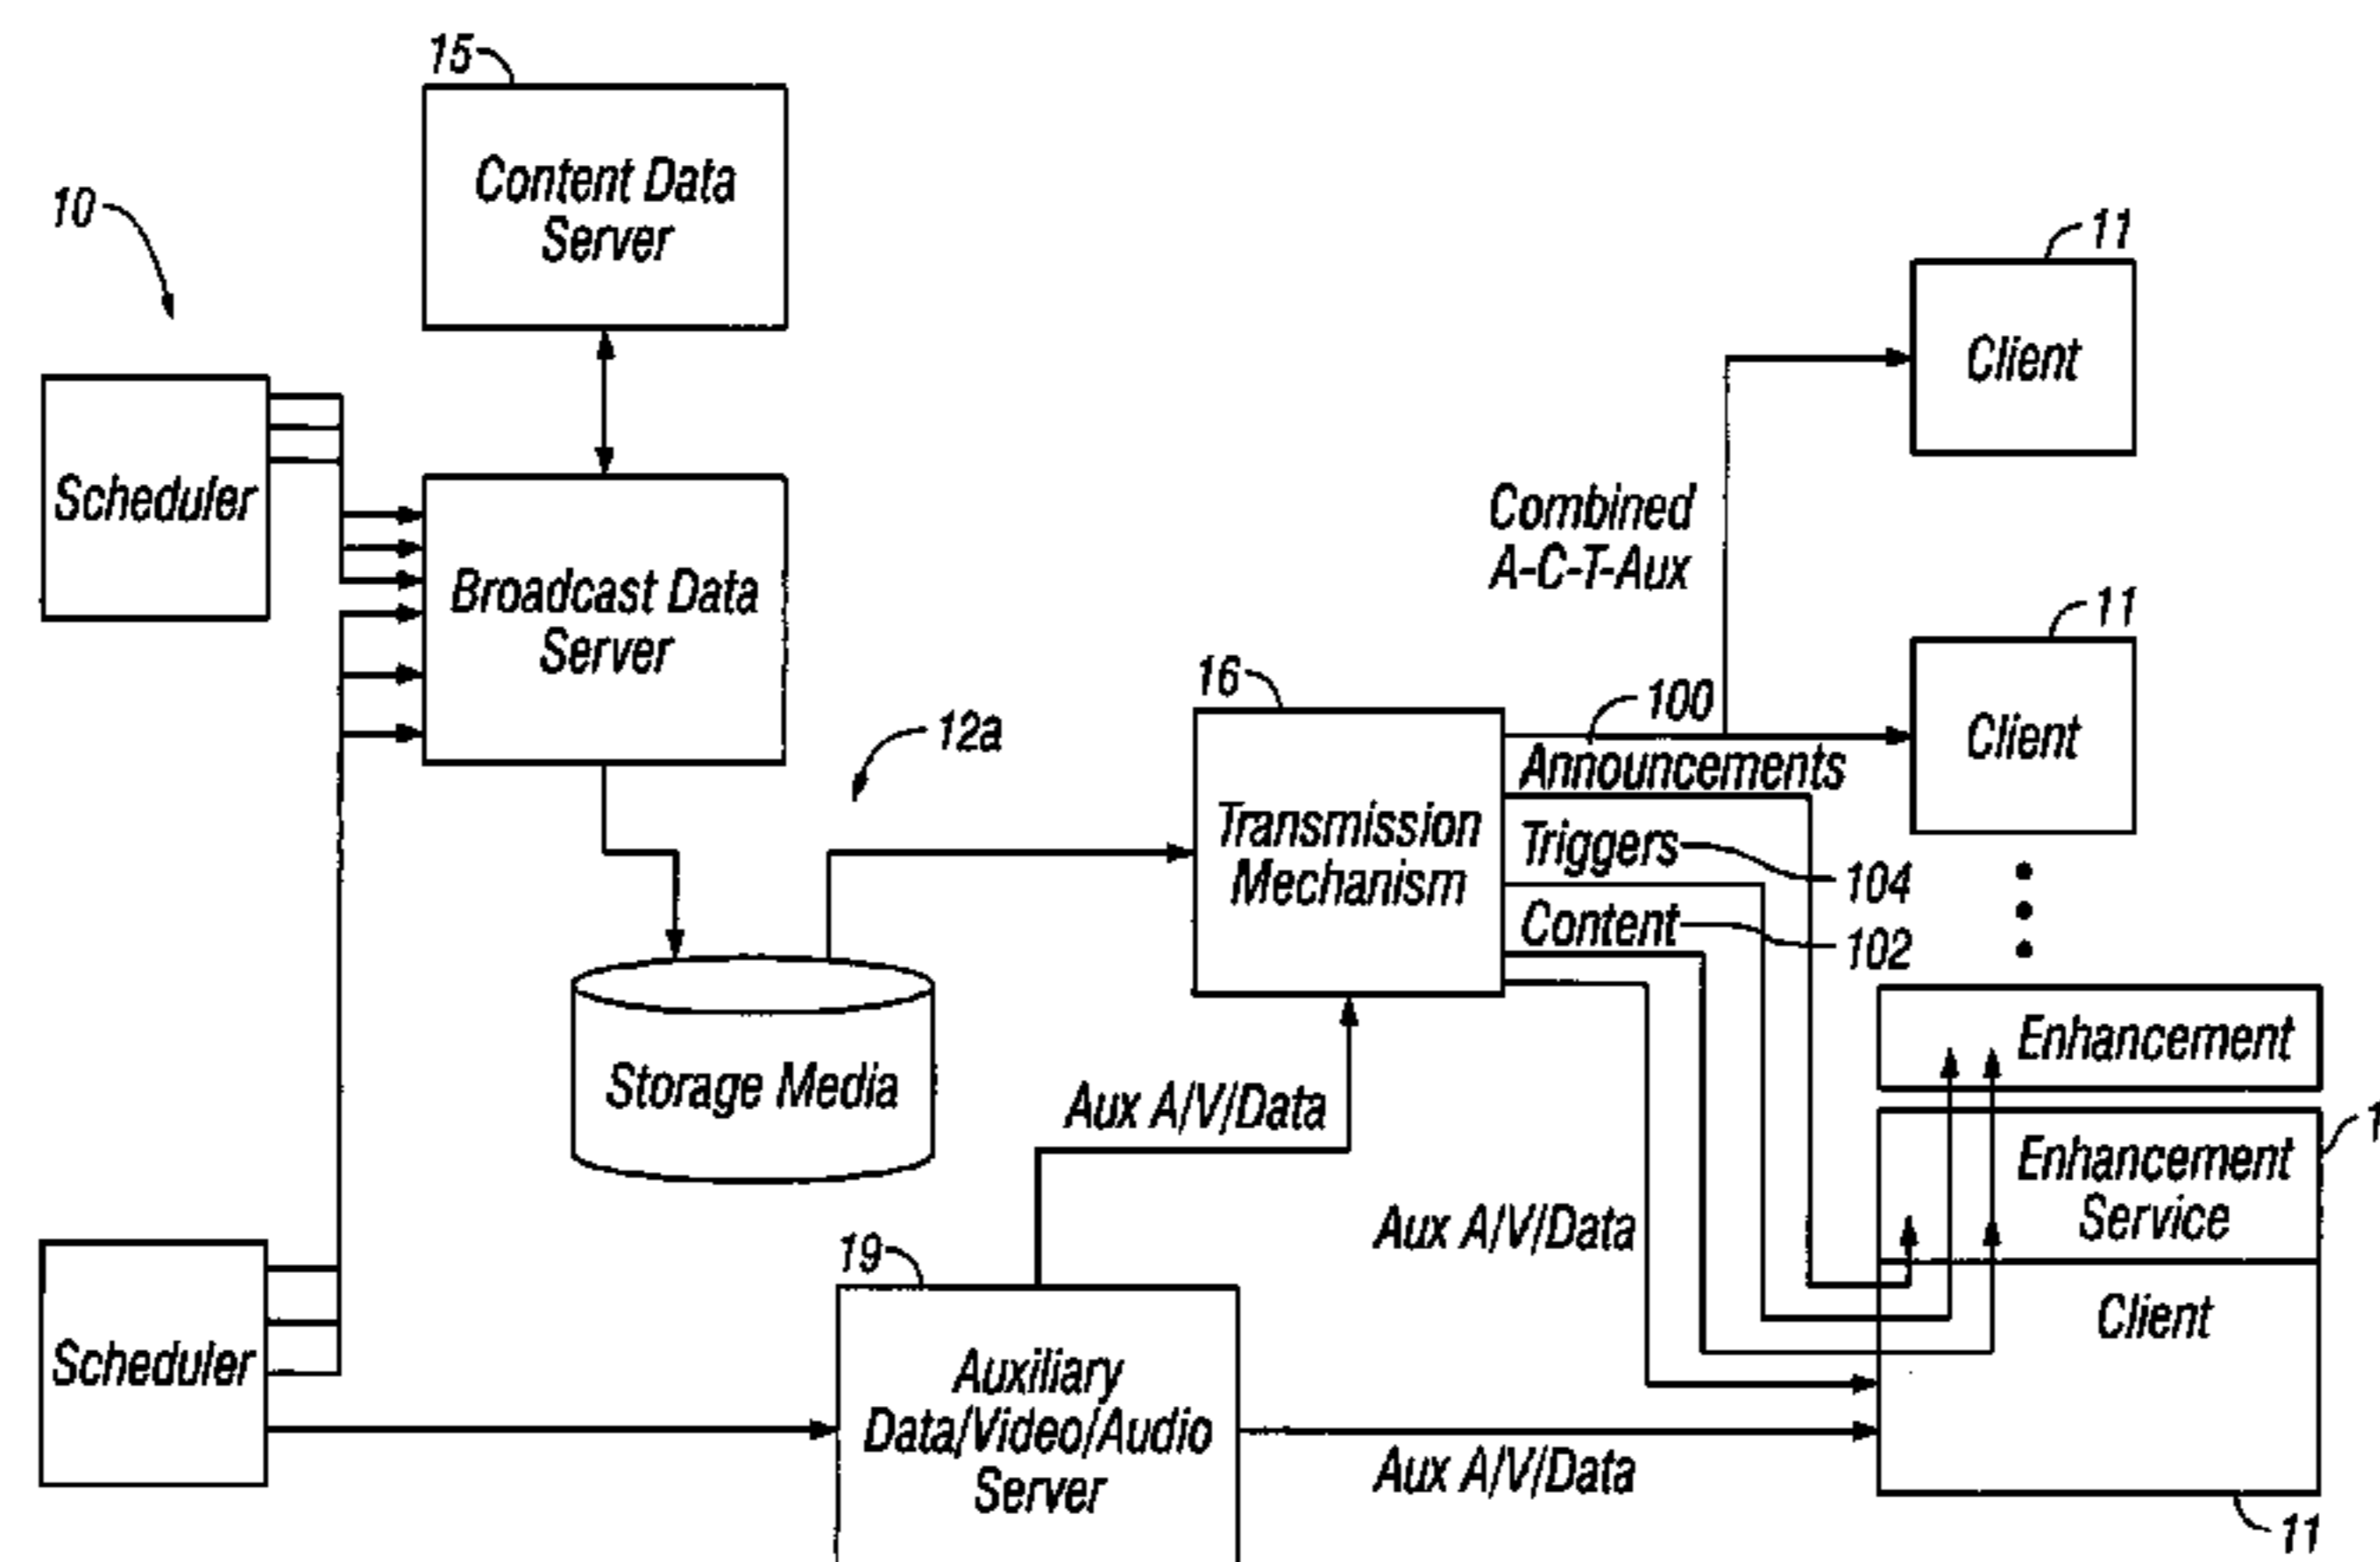 15
Content Data
Server
10
11
Client
Scheduler
Combined
A-C-T-Aux
Broadcast Data
Server
11
Client
16
100
12a
Announcements
Transmission
Mechanism
Triggers
104
Content
102
Enhancement
Storage Media
Aux A/V/Data
Enhancement
Service
Aux A/V/Data
19
Client
Scheduler
Auxiliary
Data/Video/Audio
Server
Aux A/V/Data
11